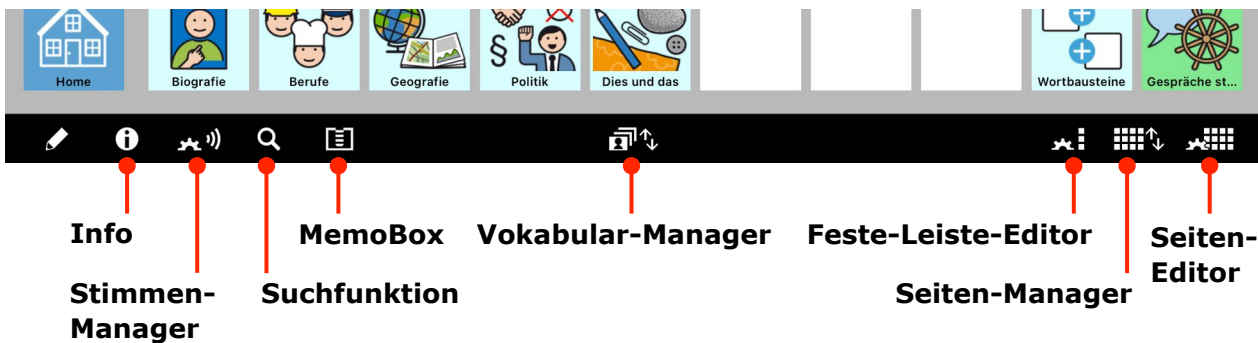 Home
Biografie
Berufe
Geografie
§
Politik
Dies und das
Wortbausteine
Gespräche st...
Info
MemoBox
Vokabular-Manager
Feste-Leiste-Editor
Seiten-
Editor
Stimmen-
Manager
Suchfunktion
Seiten-Manager